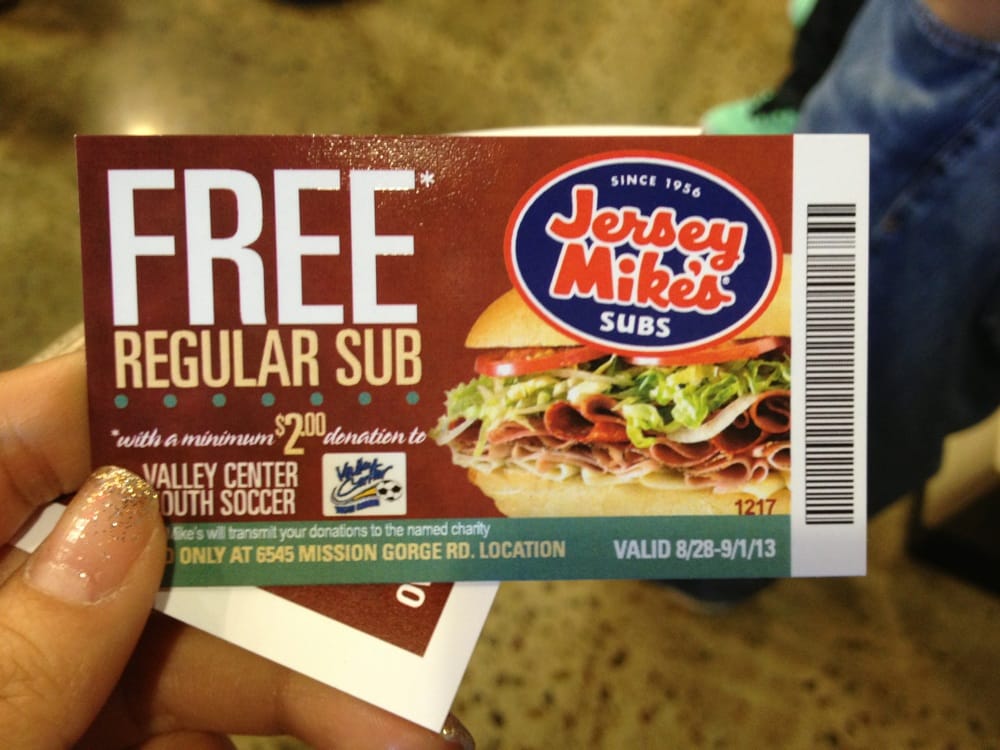 FREE*
REGULAR SUB
*with a minimum $2.00 donation to
VALLEY CENTER
OUTH SOCCER
Valley Center
Mike's will transmit your donations to the named charity
ONLY AT 6545 MISSION GORGE RD. LOCATION
VALID 8/28-9/1/13
SINCE 1956
Jersey
Mike's
SUBS
1217